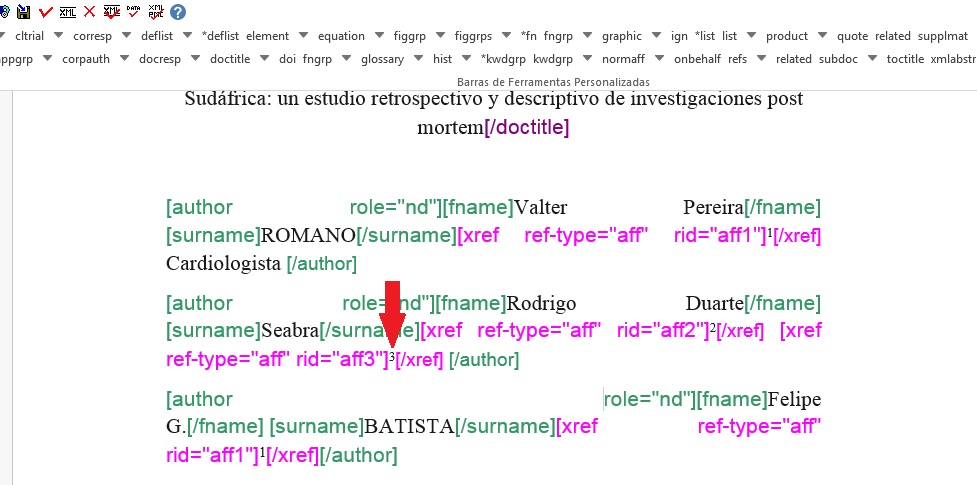 XML DATA XML
cltrial corresp deflist *deflist element equation figgrp figgrps *fn fngrp graphic ign *list list product quote related supplmat
ppgrp corpauth docresp doctitle doi fngrp glossary hist *kwdgrp kwdgrp normaff onbehalf refs related subdoc toctitle xmlabstr
Barras de Ferramentas Personalizadas
Sudáfrica: un estudio retrospectivo y descriptivo de investigaciones post
mortem[/doctitle]
[author role="nd"][fname]Valter Pereira[/fname]
[surname]ROMANO[/surname][xref ref-type="aff" rid="aff1"]1[/xref]
Cardiologista [/author]
[author role="nd"][fname]Rodrigo Duarte[/fname]
[surname]Seabra[/surname][xref ref-type="aff" rid="aff2"]2[/xref] [xref
ref-type="aff" rid="aff3"]3[/xref] [/author]
[author role="nd"][fname]Felipe
G.[/fname] [surname]BATISTA[/surname][xref ref-type="aff"
rid="aff1"]1[/xref][/author]